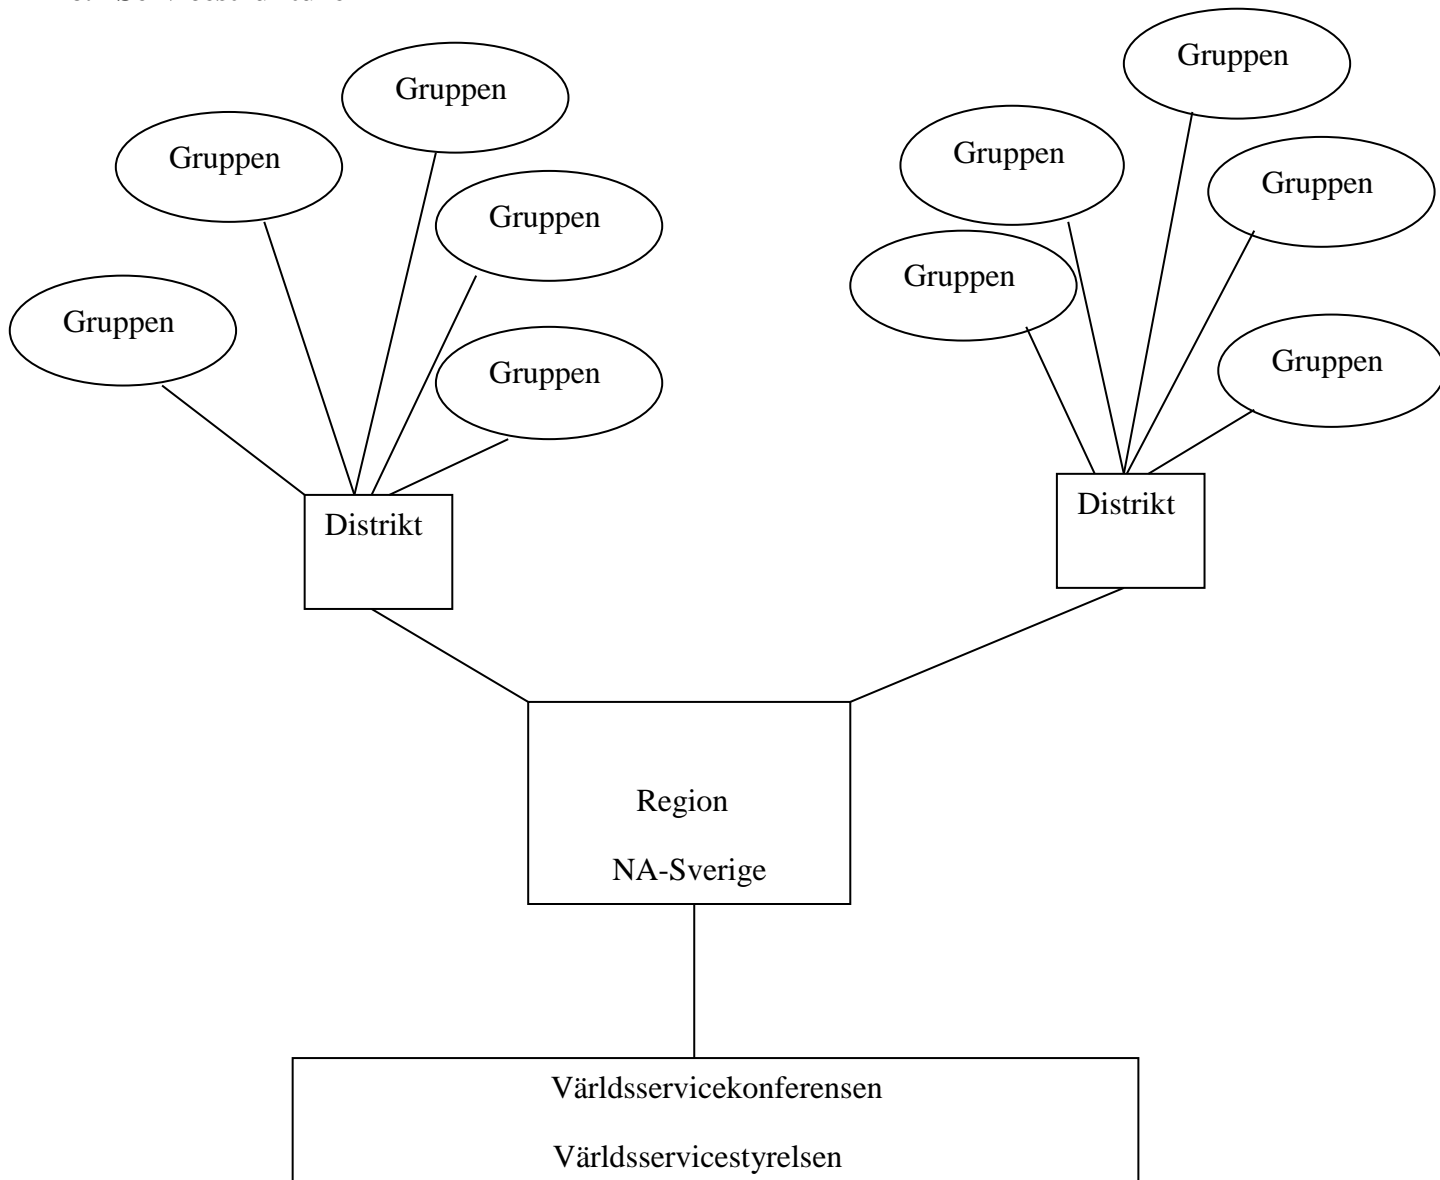 Gruppen
Gruppen
Gruppen
Gruppen
Gruppen
Gruppen
Gruppen
Gruppen
Gruppen
Gruppen
Distrikt
Distrikt
Region
NA-Sverige
Världsservicekonferensen
Världsservicestyrelsen